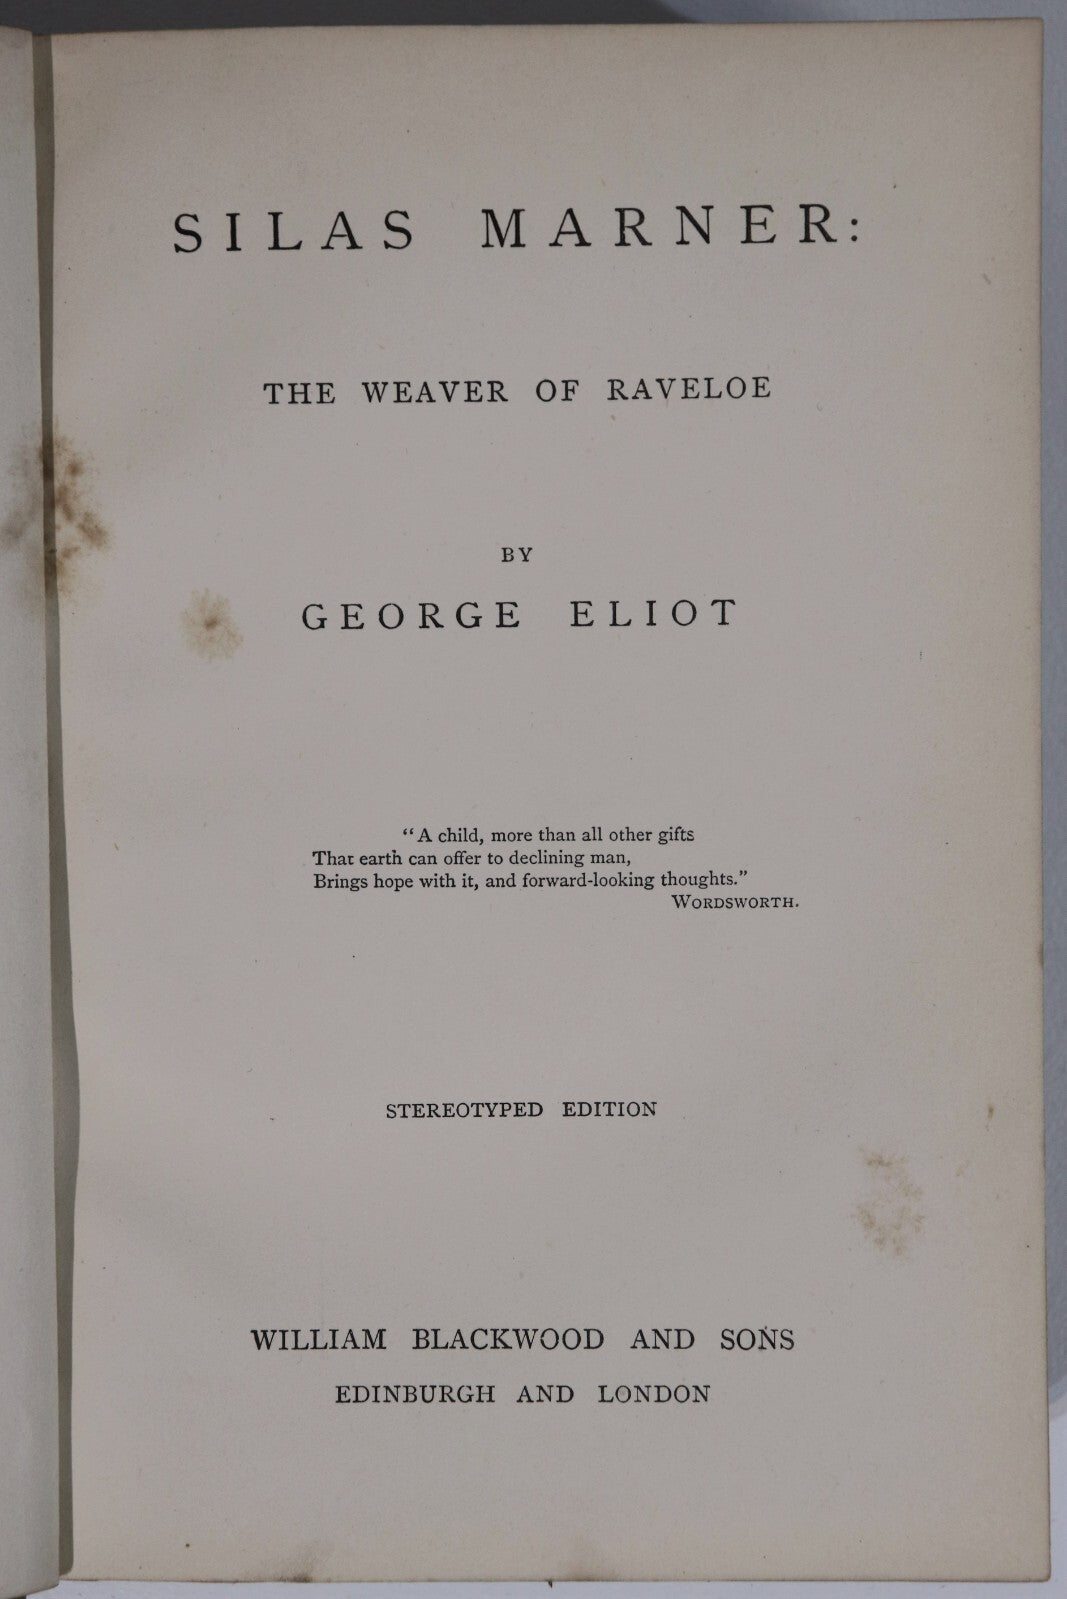 SILAS MARNER:
THE WEAVER OF RAVELOE
BY
GEORGE ELIOT
"A child, more than all other gifts
That earth can offer to declining man,
Brings hope with it, and forward-looking thoughts."
WORDSWORTH.
STEREOTYPED EDITION
WILLIAM BLACKWOOD AND SONS
EDINBURGH AND LONDON